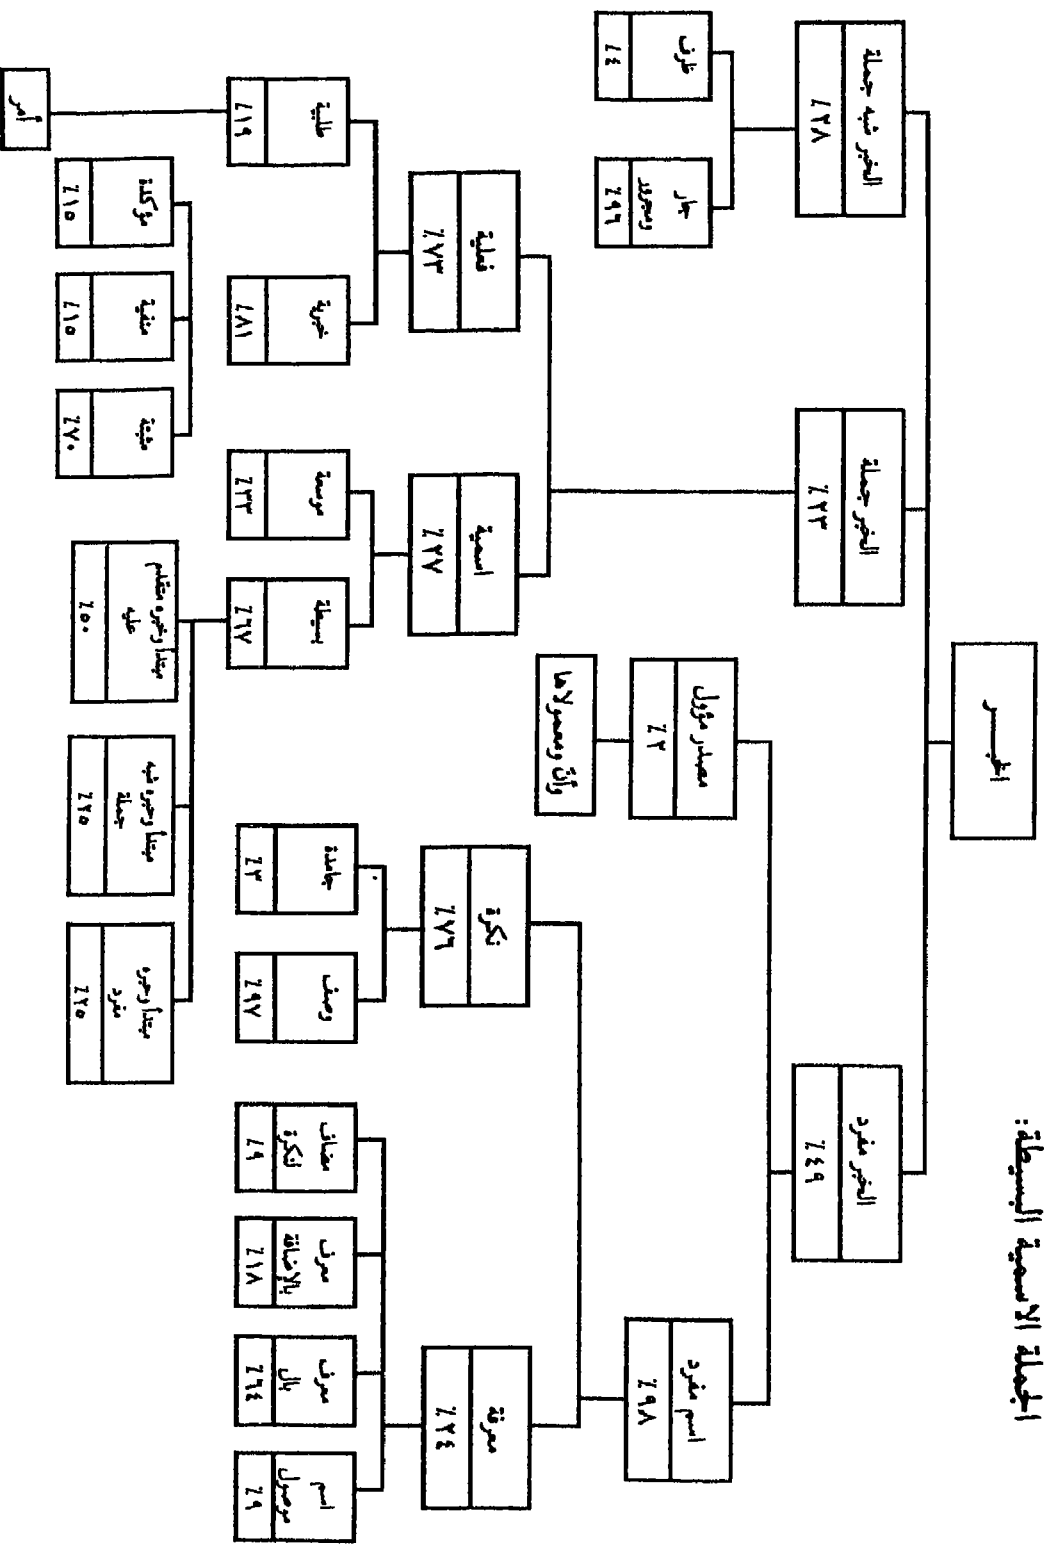 الجملة الاسمية البسيطة:
الخبـــر
الخبر مفرد
٪٤٩
الخبر جملة
٪٢٣
الخبر شبه جملة
٪٢٨
اسم مفرد
٪٩٨
مصدر مؤول
٪٢
وأنّ ومعمولاها
جار
ومجرور
٪٩٦
ظرف
٪٤
معرفة
٪٢٤
نكرة
٪٧٦
اسمية
٪٢٧
فعلية
٪٧٣
اسم
موصول
٪٩
معرف
بال
٪٦٤
معرف
بالإضافة
٪١٨
مضاف
لنكرة
٪٩
وصف
٪٩٧
جامدة
٪٣
بسيطة
٪٦٧
موسعة
٪٣٣
خبرية
٪٨١
طلبية
٪١٩
مبتدأ وخبره
مفرد
٪٢٥
مبتدأ وخبره شبه
جملة
٪٢٥
مبتدأ وخبره متقدم
عليه
٪٥٠
مثبتة
٪٧٠
منفية
٪١٥
مؤكدة
٪١٥
أمر